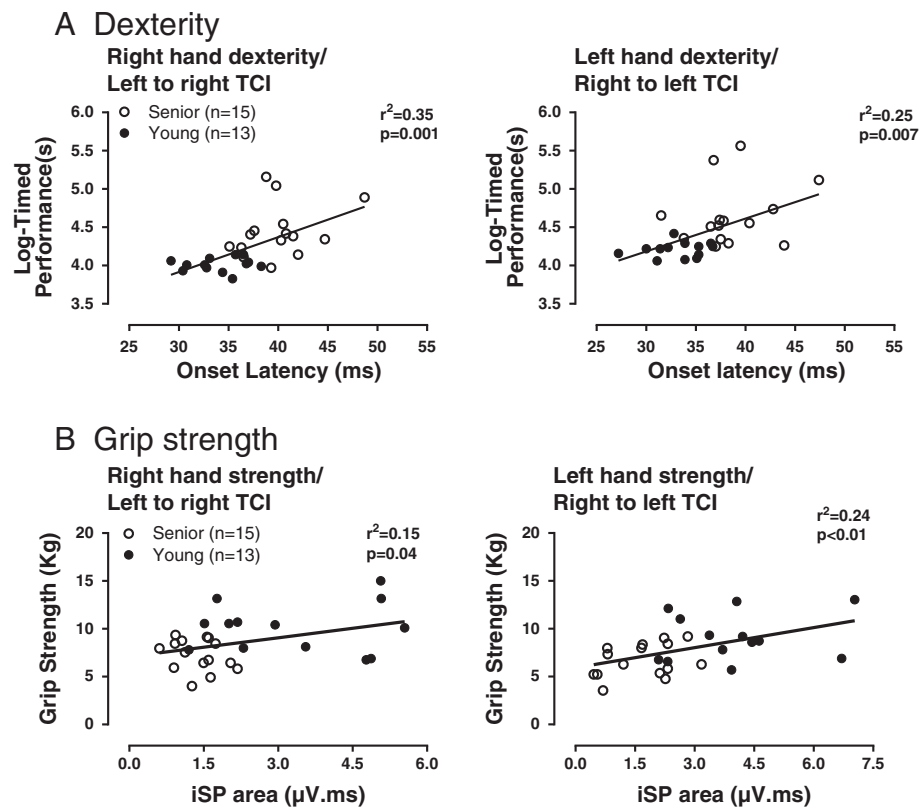 A Dexterity
Right hand dexterity/
Left to right TCI
Senior (n=15)
Young (n=13)
r²=0.35
p=0.001
Log-Timed
Performance(s)
6.0
5.5
5.0
4.5
4.0
3.5
25 30 35 40 45 50 55
Onset Latency (ms)
Left hand dexterity/
Right to left TCI
r²=0.25
p=0.007
Log-Timed
Performance(s)
6.0
5.5
5.0
4.5
4.0
3.5
25 30 35 40 45 50 55
Onset latency (ms)
B Grip strength
Right hand strength/
Left to right TCI
Senior (n=15)
Young (n=13)
r²=0.15
p=0.04
Grip Strength (Kg)
20
15
10
5
0
0.0 1.5 3.0 4.5 6.0
iSP area (µV.ms)
Left hand strength/
Right to left TCI
r²=0.24
p<0.01
Grip Strength (Kg)
20
15
10
5
0
0.0 1.5 3.0 4.5 6.0 7.5
iSP area (µV.ms)